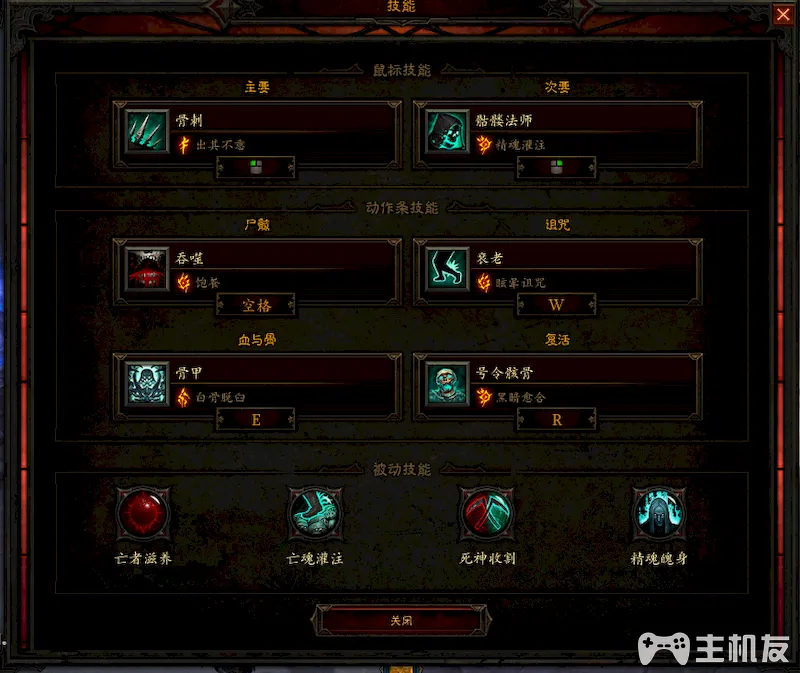 技能
鼠标技能
主要
次要
骨刺
出其不意
骷髅法师
精魂灌注
动作条技能
尸骸
诅咒
吞噬
饱餐
空格
衰老
眩晕诅咒
W
血与骨
复活
骨甲
白骨脱臼
E
号令骸骨
黑暗愈合
R
被动技能
亡者滋养
亡魂灌注
死神收割
精魂魄身
关闭
主机友